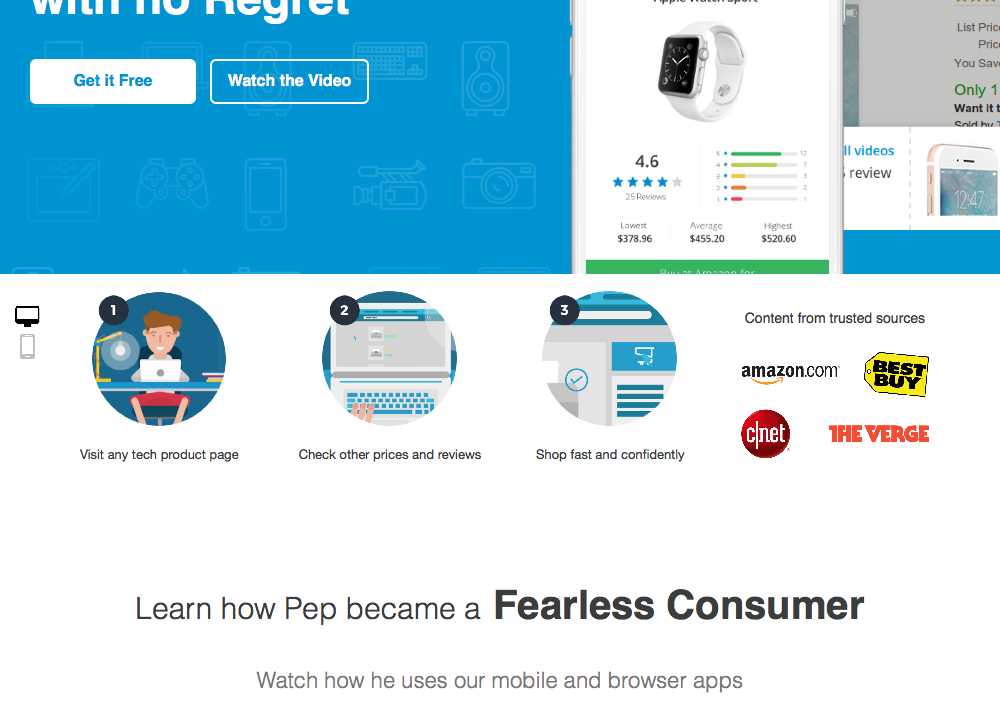 with no Regret
Get it Free
Watch the Video
Apple Watch Sport
4.6
25 Reviews
5 12
4 7
3 3
2 2
1 1
Lowest
Average
Highest
$378.96
$455.20
$520.60
Buy at Amazon for
List Price
Price
You Save
Only 1
Want it t
Sold by T
ll videos
review
12:47
1
2
3
Visit any tech product page
Check other prices and reviews
Shop fast and confidently
Content from trusted sources
amazon.com
BEST BUY
c|net
THE VERGE
Learn how Pep became a Fearless Consumer
Watch how he uses our mobile and browser apps